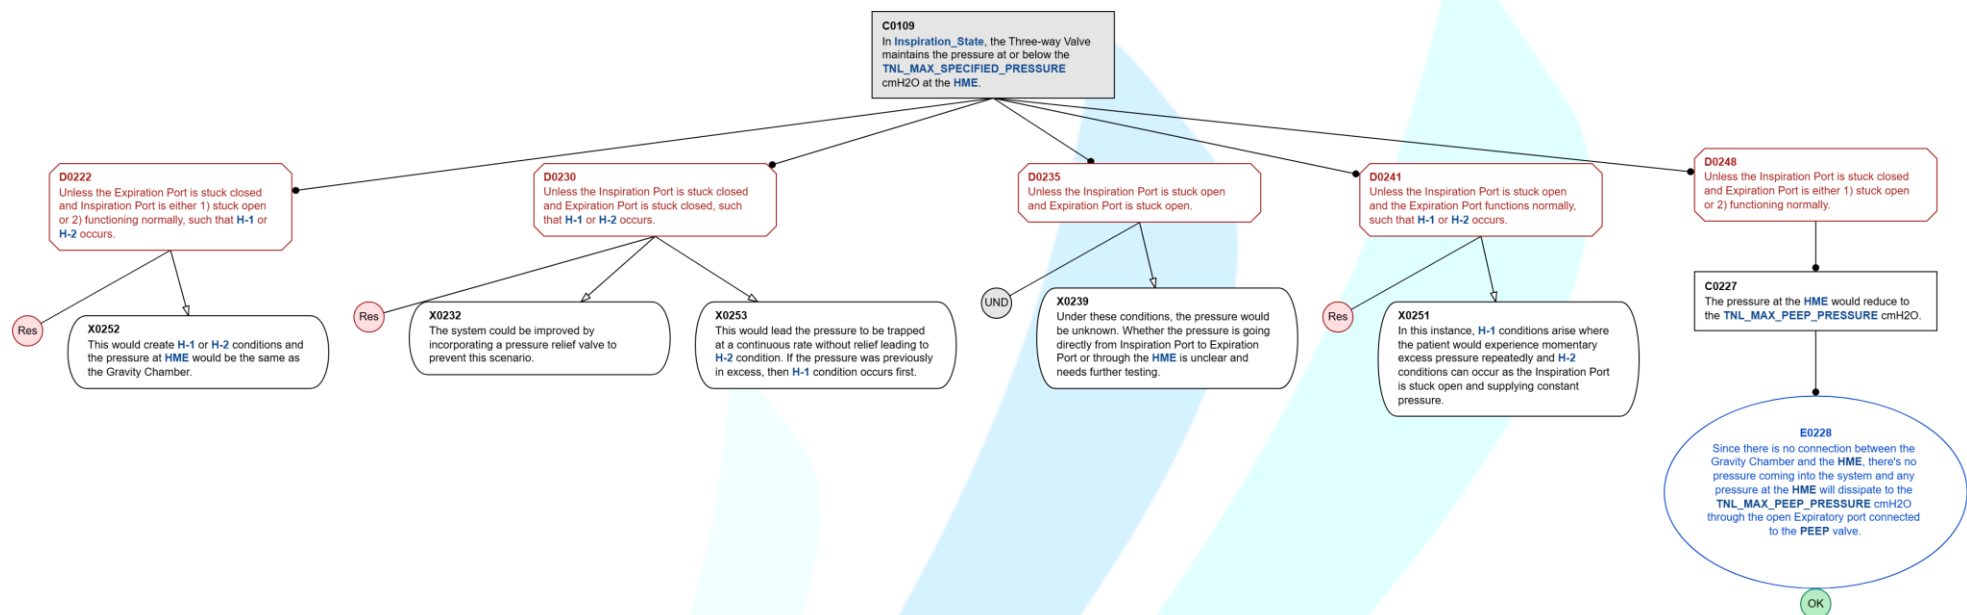 C0109
In Inspiration_State, the Three-way Valve
maintains the pressure at or below the
TNL_MAX_SPECIFIED_PRESSURE
cmH2O at the HME.
D0222
Unless the Expiration Port is stuck closed
and Inspiration Port is either 1) stuck open
or 2) functioning normally, such that H-1 or
H-2 occurs.
D0230
Unless the Inspiration Port is stuck closed
and Expiration Port is stuck closed, such
that H-1 or H-2 occurs.
D0235
Unless the Inspiration Port is stuck open
and Expiration Port is stuck open.
D0241
Unless the Inspiration Port is stuck open
and the Expiration Port functions normally,
such that H-1 or H-2 occurs.
D0248
Unless the Inspiration Port is stuck closed
and Expiration Port is either 1) stuck open
or 2) functioning normally.
Res
X0252
This would create H-1 or H-2 conditions and
the pressure at HME would be the same as
the Gravity Chamber.
Res
X0232
The system could be improved by
incorporating a pressure relief valve to
prevent this scenario.
X0253
This would lead the pressure to be trapped
at a continuous rate without relief leading to
H-2 condition. If the pressure was previously
in excess, then H-1 condition occurs first.
UND
X0239
Under these conditions, the pressure would
be unknown. Whether the pressure is going
directly from Inspiration Port to Expiration
Port or through the HME is unclear and
needs further testing.
Res
X0251
In this instance, H-1 conditions arise where
the patient would experience momentary
excess pressure repeatedly and H-2
conditions can occur as the Inspiration Port
is stuck open and supplying constant
pressure.
C0227
The pressure at the HME would reduce to
the TNL_MAX_PEEP_PRESSURE cmH2O.
E0228
Since there is no connection between the
Gravity Chamber and the HME, there's no
pressure coming into the system and any
pressure at the HME will dissipate to the
TNL_MAX_PEEP_PRESSURE cmH2O
through the open Expiratory port connected
to the PEEP valve.
OK